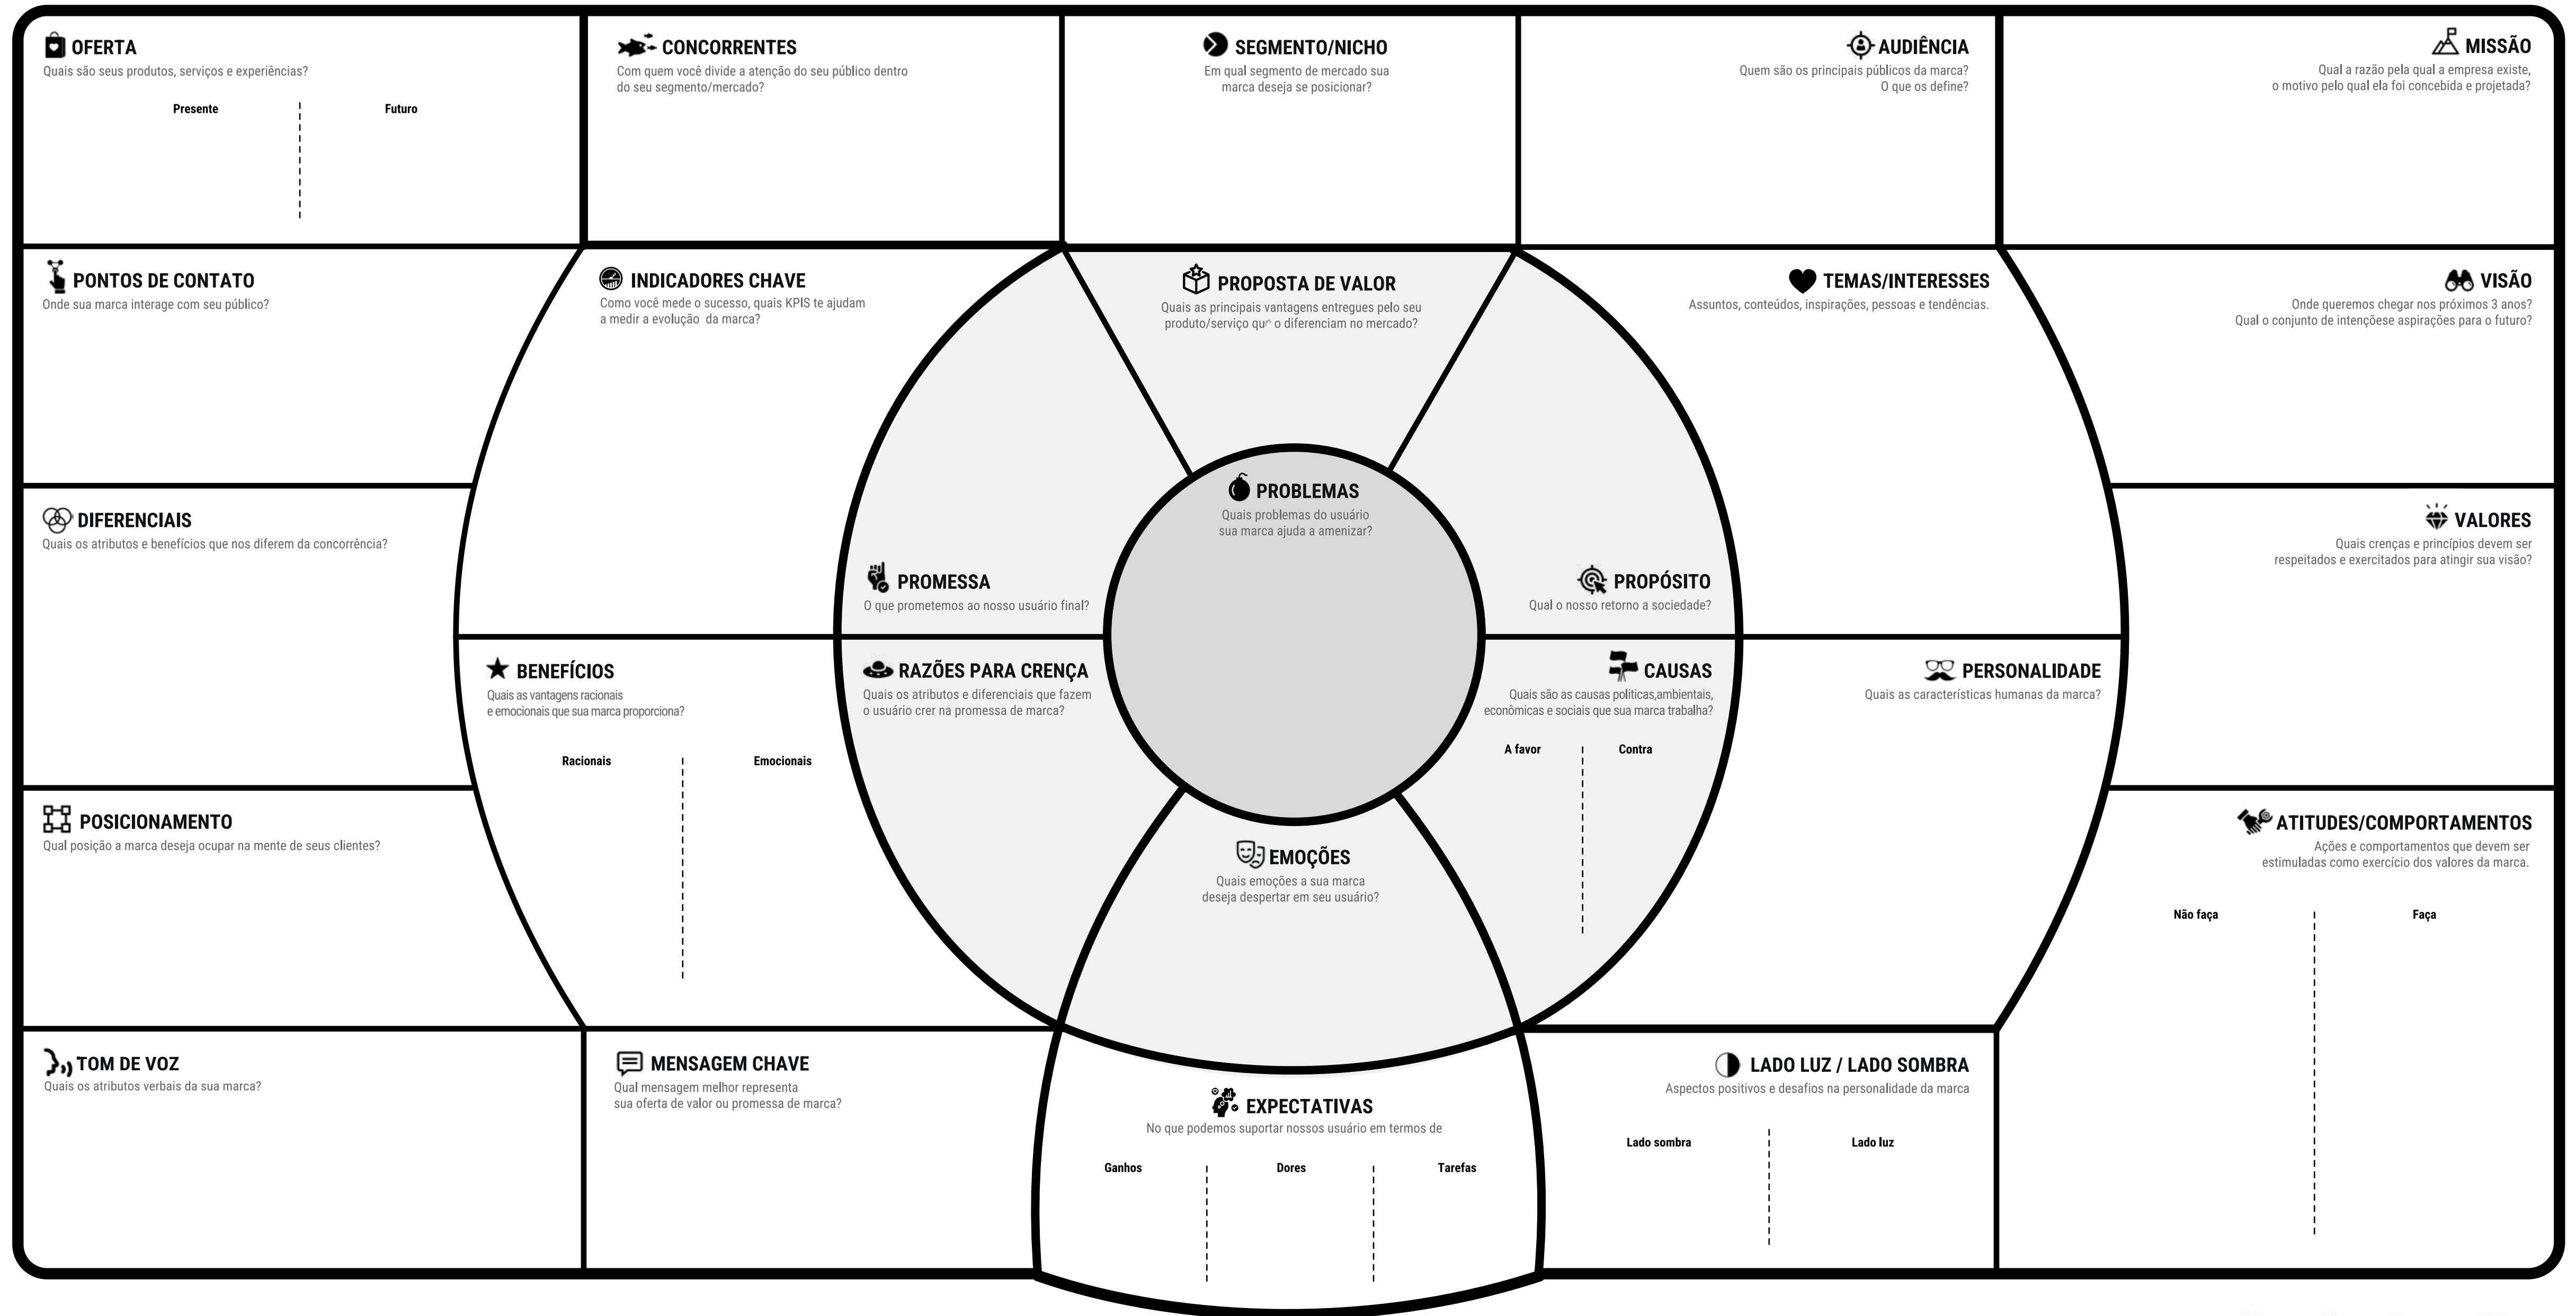 OFERTA
Quais são seus produtos, serviços e experiências?
Presente
Futuro
CONCORRENTES
Com quem você divide a atenção do seu público dentro
do seu segmento/mercado?
SEGMENTO/NICHO
Em qual segmento de mercado sua
marca deseja se posicionar?
AUDIÊNCIA
Quem são os principais públicos da marca?
O que os define?
MISSÃO
Qual a razão pela qual a empresa existe,
o motivo pelo qual ela foi concebida e projetada?
PONTOS DE CONTATO
Onde sua marca interage com seu público?
INDICADORES CHAVE
Como você mede o sucesso, quais KPIS te ajudam
a medir a evolução da marca?
PROPOSTA DE VALOR
Quais as principais vantagens entregues pelo seu
produto/serviço o diferenciam no mercado?
TEMAS/INTERESSES
Assuntos, conteúdos, inspirações, pessoas e tendências.
VISÃO
Onde queremos chegar nos próximos 3 anos?
Qual o conjunto de intençõese aspirações para o futuro?
DIFERENCIAIS
Quais os atributos e benefícios que nos diferem da concorrência?
PROMESSA
O que prometemos ao nosso usuário final?
PROBLEMAS
Quais problemas do usuário
sua marca ajuda a amenizar?
PROPÓSITO
Qual o nosso retorno a sociedade?
VALORES
Quais crenças e princípios devem ser
respeitados e exercitados para atingir sua visão?
BENEFÍCIOS
Quais as vantagens racionais
e emocionais que sua marca proporciona?
Racionais
Emocionais
RAZÕES PARA CRENÇA
Quais os atributos e diferenciais que fazem
o usuário crer na promessa de marca?
CAUSAS
Quais são as causas politicas,ambientais,
econômicas e sociais que sua marca trabalha?
A favor
Contra
PERSONALIDADE
Quais as características humanas da marca?
POSICIONAMENTO
Qual posição a marca deseja ocupar na mente de seus clientes?
EMOÇÕES
Quais emoções a sua marca
deseja despertar em seu usuário?
ATITUDES/COMPORTAMENTOS
Ações e comportamentos que devem ser
estimuladas como exercício dos valores da marca.
Não faça
Faça
TOM DE VOZ
Quais os atributos verbais da sua marca?
MENSAGEM CHAVE
Qual mensagem melhor representa
sua oferta de valor ou promessa de marca?
EXPECTATIVAS
No que podemos suportar nossos usuário em termos de
Ganhos
Dores
Tarefas
LADO LUZ / LADO SOMBRA
Aspectos positivos e desafios na personalidade da marca
Lado sombra
Lado luz